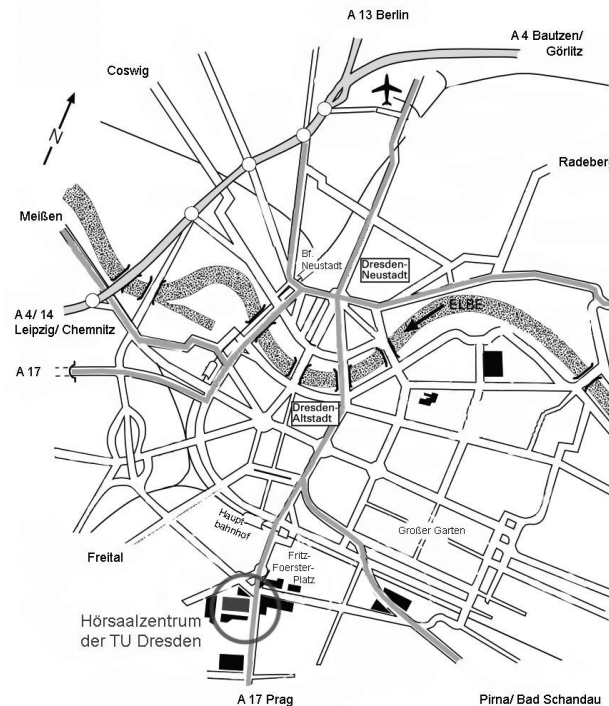 A 13 Berlin
A 4 Bautzen/
Görlitz
Coswig
N
Radeberg
Meißen
Bf.
Neustadt
Dresden-
Neustadt
ELBE
A 4/ 14
Leipzig/ Chemnitz
A 17
Dresden-
Altstadt
Haupt-
bahnhof
Großer Garten
Freital
Fritz-
Foerster-
Platz
Hörsaalzentrum
der TU Dresden
A 17 Prag
Pirna/ Bad Schandau